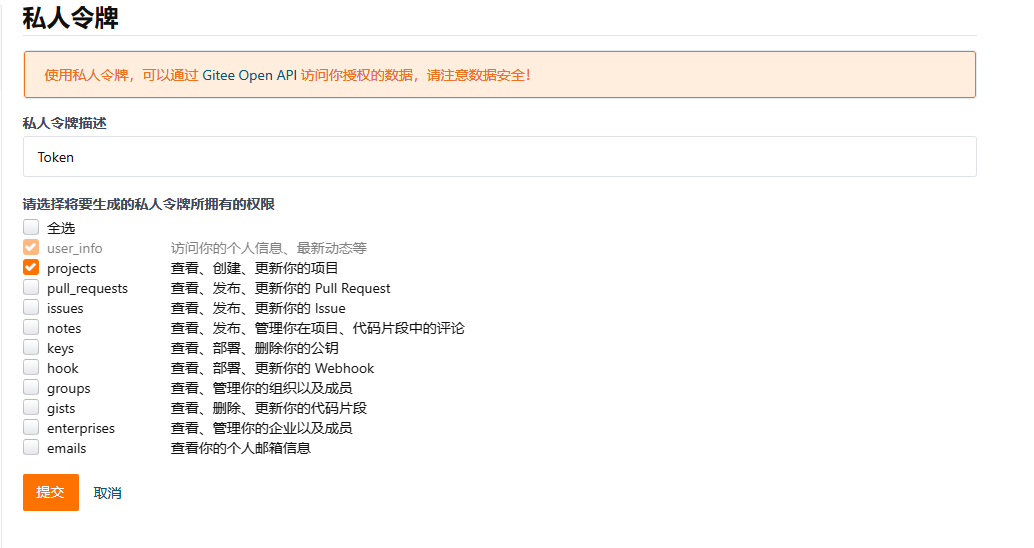 私人令牌
使用私人令牌，可以通过 Gitee Open API 访问你授权的数据，请注意数据安全！
私人令牌描述
Token
请选择将要生成的私人令牌所拥有的权限
全选
user_info 访问你的个人信息、最新动态等
projects 查看、创建、更新你的项目
pull_requests 查看、发布、更新你的 Pull Request
issues 查看、发布、更新你的 Issue
notes 查看、发布、管理你在项目、代码片段中的评论
keys 查看、部署、删除你的公钥
hook 查看、部署、更新你的 Webhook
groups 查看、管理你的组织以及成员
gists 查看、删除、更新你的代码片段
enterprises 查看、管理你的企业以及成员
emails 查看你的个人邮箱信息
提交 取消